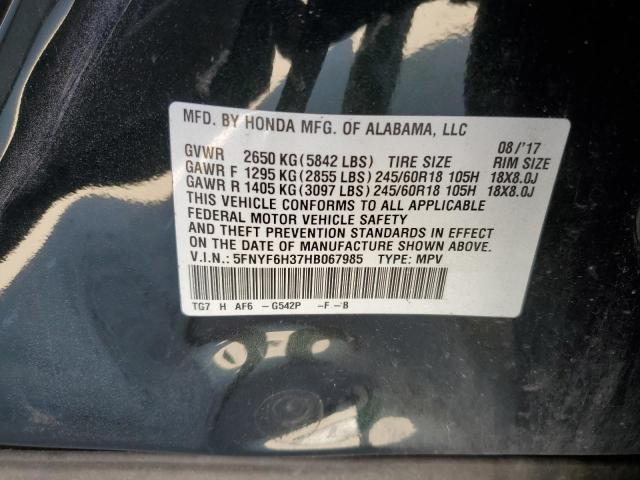 MFD. BY HONDA MFG. OF ALABAMA, LLC
08/'17
GVWR 2650 KG(5842 LBS) TIRE SIZE RIM SIZE
GAWR F 1295 KG(2855 LBS)245/60R18 105H 18X8.0J
GAWR R 1405 KG(3097 LBS)245/60R18 105H 18X8.0J
THIS VEHICLE CONFORMS TO ALL APPLICABLE
FEDERAL MOTOR VEHICLE SAFETY
AND THEFT PREVENTION STANDARDS IN EFFECT
ON THE DATE OF MANUFACTURE SHOWN ABOVE.
V.I.N.: 5FNYF6H37HB067985 TYPE: MPV
TG7 H AF6 -G542P -F-B